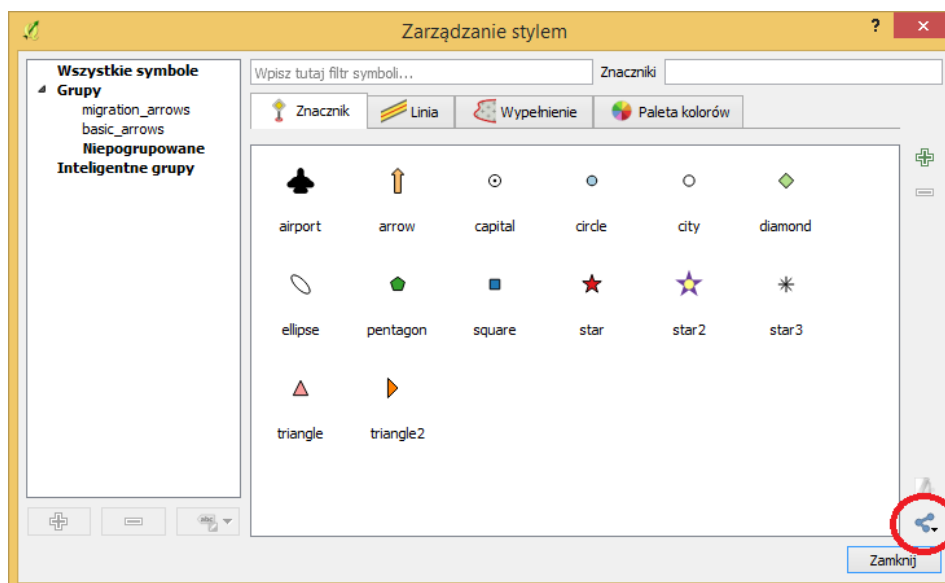 Zarządzanie stylem
?
Wszystkie symbole
Grupy
migration_arrows
basic_arrows
Niepogrupowane
Inteligentne grupy
Wpisz tutaj filtr symboli...
Znaczniki
Znacznik Linia Wypełnienie Paleta kolorów
airport arrow capital circle city diamond
ellipse pentagon square star star2 star3
triangle triangle2
abc
Zamknij